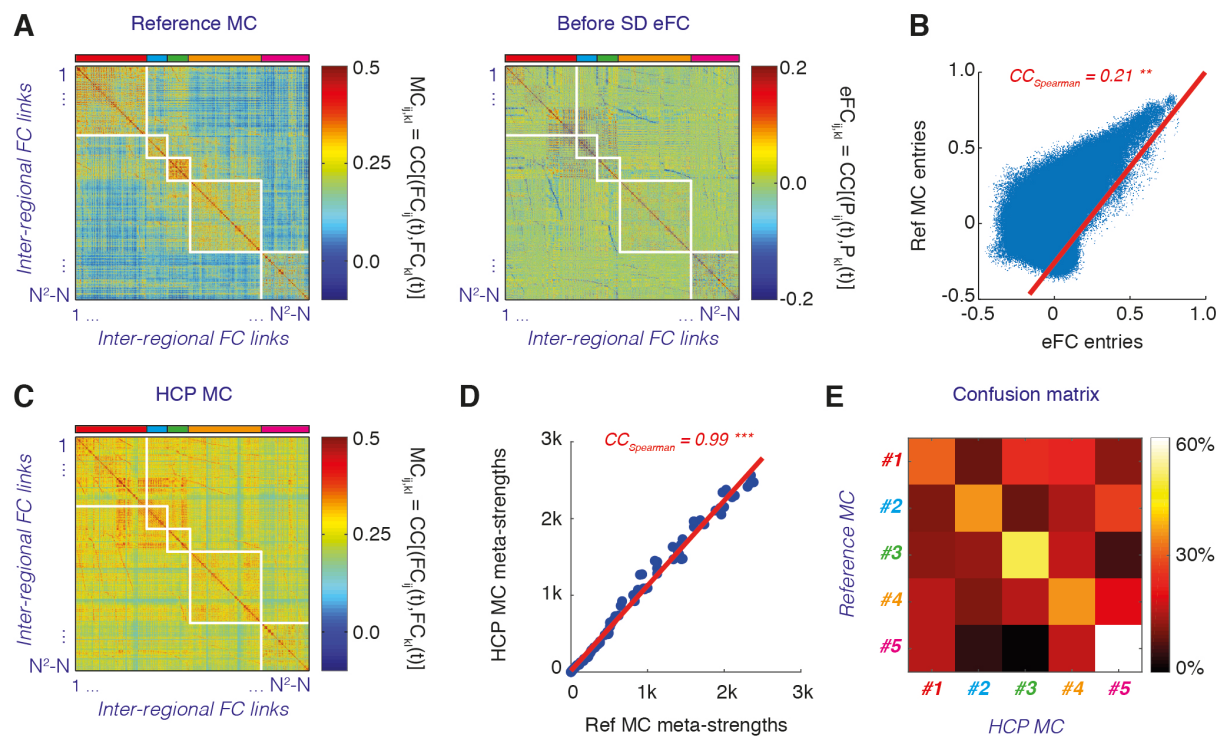 A
Reference MC
Before SD eFC
B
Inter-regional FC links
1
⋮
⋮
N²-N
1 ...
... N²-N
Inter-regional FC links
0.5
0.25
0.0
MCij,kl = CC[(FCij(t),FCkl(t)]
1
⋮
⋮
N²-N
1 ...
... N²-N
Inter-regional FC links
0.2
0.0
-0.2
eFCij,kl = CC[(Pij(t),Pkl(t)]
CCSpearman = 0.21 **
Ref MC entries
1.0
0.5
0
-0.5
-0.5
0
0.5
1.0
eFC entries
C
HCP MC
Inter-regional FC links
1
⋮
⋮
N²-N
1 ...
... N²-N
Inter-regional FC links
0.5
0.25
0.0
MCij,kl = CC[(FCij(t),FCkl(t)]
D
CCSpearman = 0.99 ***
HCP MC meta-strengths
3k
2k
1k
0
0
1k
2k
3k
Ref MC meta-strengths
E
Confusion matrix
Reference MC
#1
#2
#3
#4
#5
#1
#2
#3
#4
#5
HCP MC
60%
30%
0%